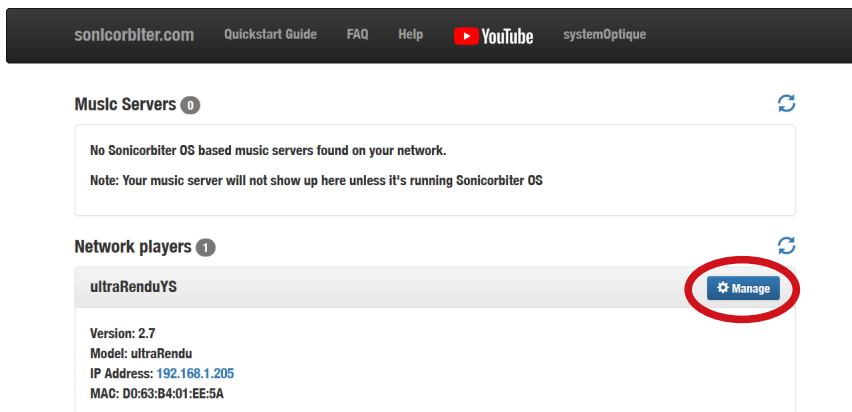 sonicorbiter.com Quickstart Guide FAQ Help YouTube systemOptique
Music Servers 0
No Sonicorbiter OS based music servers found on your network.
Note: Your music server will not show up here unless it's running Sonicorbiter OS
Network players 1
ultraRenduYS
Manage
Version: 2.7
Model: ultraRendu
IP Address: 192.168.1.205
MAC: D0:63:B4:01:EE:5A